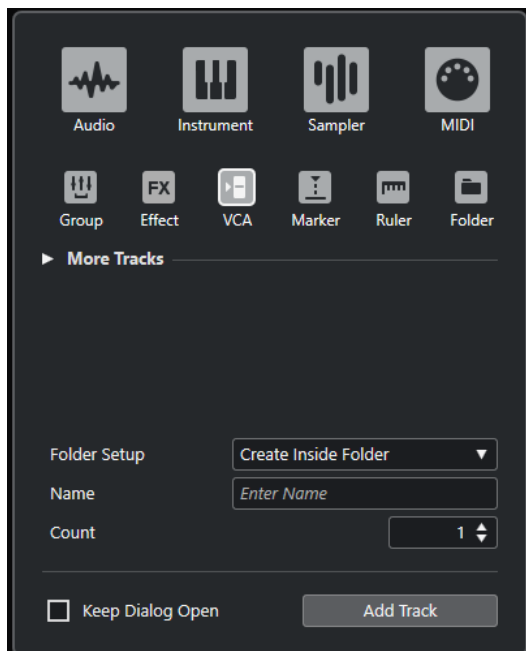 Audio Instrument Sampler MIDI
FX
Group Effect VCA Marker Ruler Folder
More Tracks
Folder Setup Create Inside Folder
Name Enter Name
Count 1
Keep Dialog Open Add Track